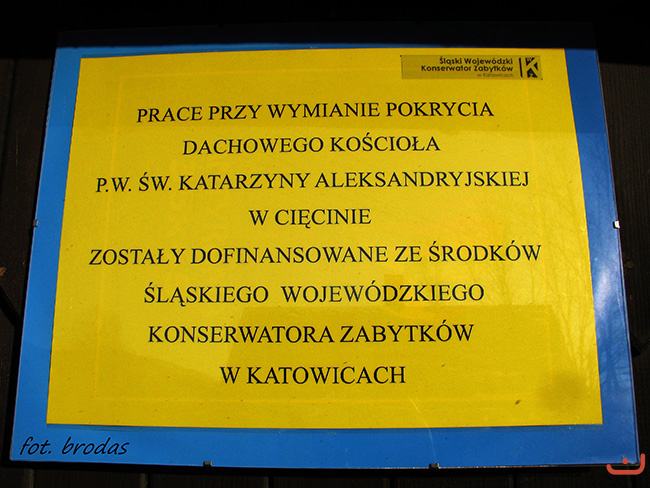 Śląski Wojewódzki
Konserwator Zabytków
w Katowicach
PRACE PRZY WYMIANIE POKRYCIA
DACHOWEGO KOŚCIOŁA
P.W. ŚW. KATARZYNY ALEKSANDRYJSKIEJ
W CIĘCINIE
ZOSTAŁY DOFINANSOWANE ZE ŚRODKÓW
ŚLĄSKIEGO WOJEWÓDZKIEGO
KONSERWATORA ZABYTKÓW
W KATOWICACH
fot. brodas